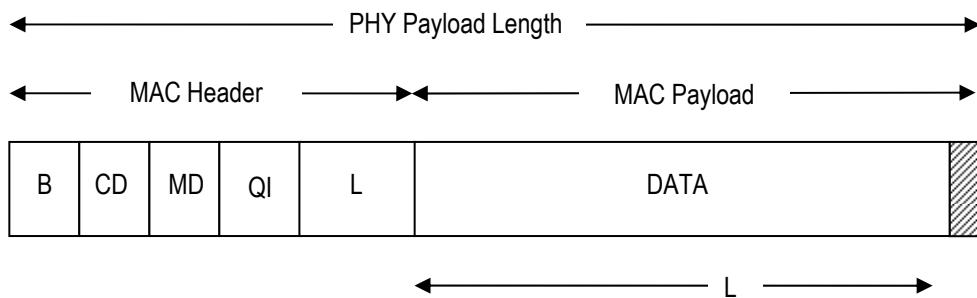 PHY Payload Length
MAC Header MAC Payload
B CD MD QI L DATA
L